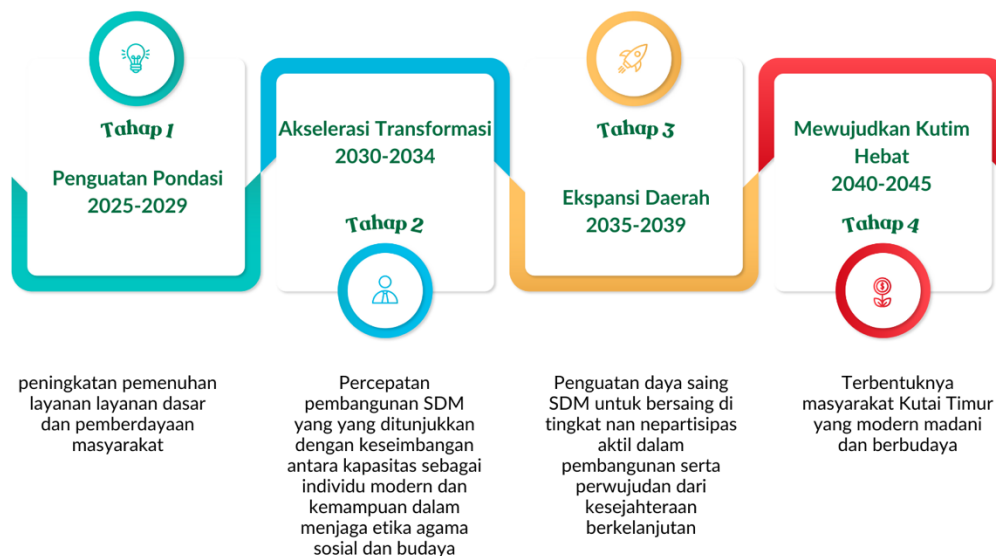 Tahap 1
Penguatan Pondasi
2025-2029
peningkatan pemenuhan
layanan layanan dasar
dan pemberdayaan
masyarakat
Akselerasi Transformasi
2030-2034
Tahap 2
Percepatan
pembangunan SDM
yang yang ditunjukkan
dengan keseimbangan
antara kapasitas sebagai
individu modern dan
kemampuan dalam
menjaga etika agama
sosial dan budaya
Tahap 3
Ekspansi Daerah
2035-2039
Penguatan daya saing
SDM untuk bersaing di
tingkat nan nepartisipas
aktil dalam
pembangunan serta
perwujudan dari
kesejahteraan
berkelanjutan
Mewujudkan Kutim
Hebat
2040-2045
Tahap 4
Terbentuknya
masyarakat Kutai Timur
yang modern madani
dan berbudaya